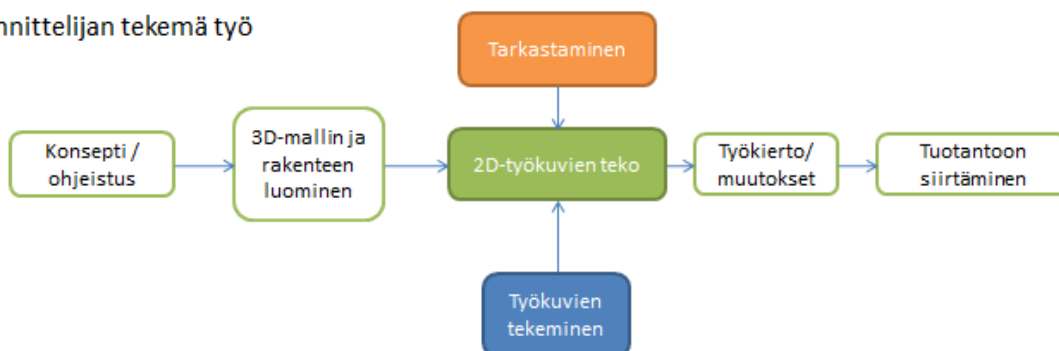 työ tekemä
Tarkastaminen
Konsepti /
ohjeistus
3D-mallin ja
rakenteen
luominen
2D-työkuvien teko
Työkierto/
muutokset
Tuotantoon
siirtäminen
Työkuvien
tekeminen